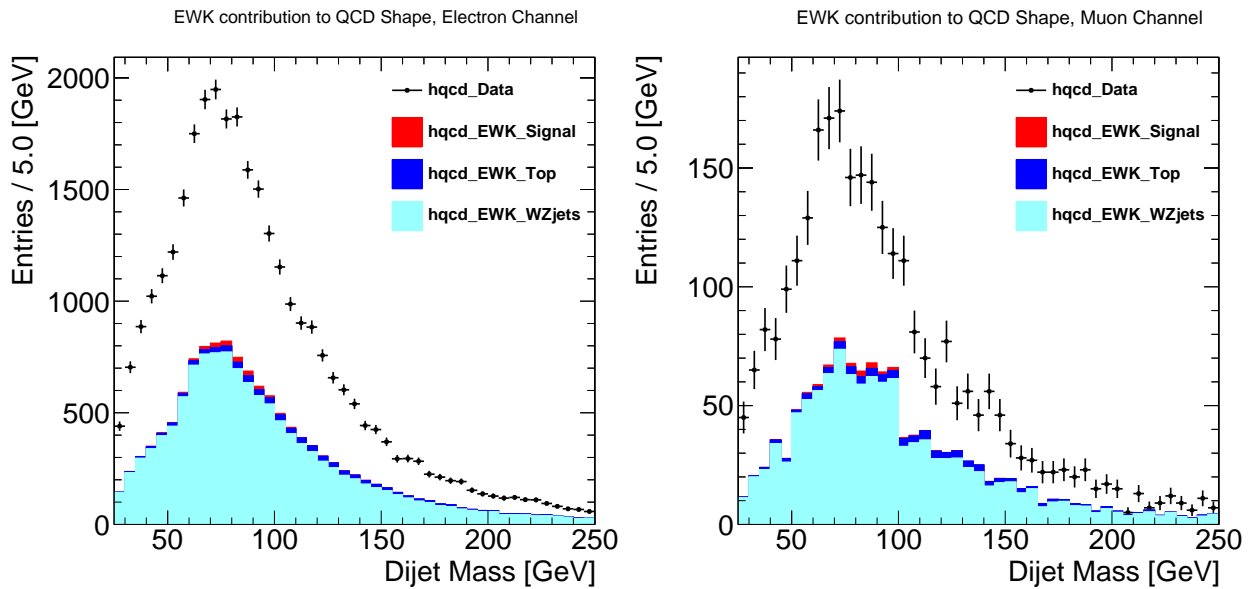 EWK contribution to QCD Shape, Electron Channel
Entries / 5.0 [GeV]
2000
1500
1000
500
0
50
100
150
200
250
Dijet Mass [GeV]
hqcd_Data
hqcd_EWK_Signal
hqcd_EWK_Top
hqcd_EWK_WZjets
EWK contribution to QCD Shape, Muon Channel
Entries / 5.0 [GeV]
150
100
50
0
50
100
150
200
250
Dijet Mass [GeV]
hqcd_Data
hqcd_EWK_Signal
hqcd_EWK_Top
hqcd_EWK_WZjets